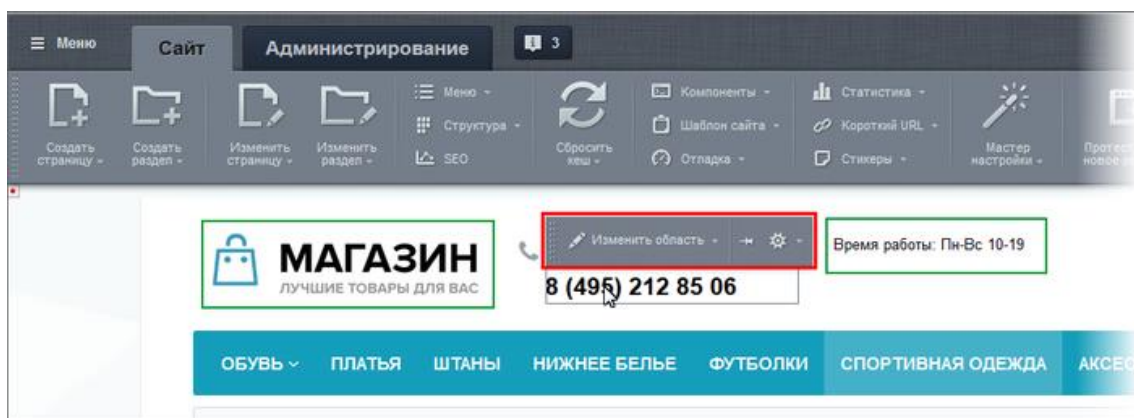 Меню
Сайт
Администрирование
3
Создать
страницу
Создать
раздел
Изменить
страницу
Изменить
раздел
Меню
Структура
SEO
Сбросить
кеш
Компоненты
Шаблон сайта
Отладка
Статистика
Короткий URL
Стикеры
Мастер
настройки
МАГАЗИН
ЛУЧШИЕ ТОВАРЫ ДЛЯ ВАС
Изменить область
8 (495) 212 85 06
Время работы: Пн-Вс 10-19
ОБУВЬ ПЛАТЬЯ ШТАНЫ НИЖНЕЕ БЕЛЬЕ ФУТБОЛКИ СПОРТИВНАЯ ОДЕЖДА